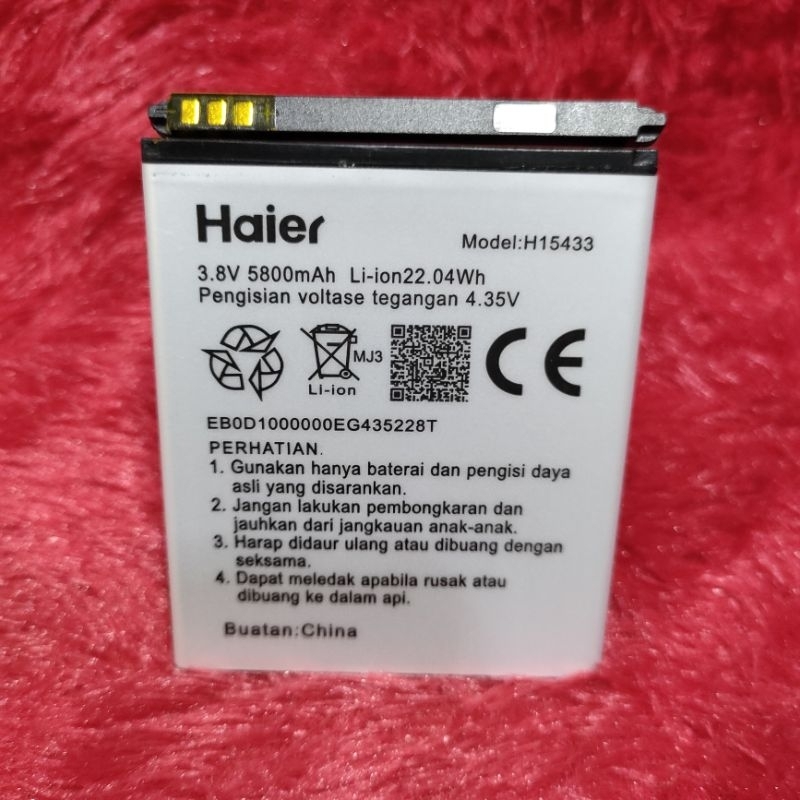 Haier
Model:H15433
3.8V 5800mAh Li-ion22.04Wh
Pengisian voltase tegangan 4.35V
MJ3
Li-ion
CE
EB0D1000000EG435228T
PERHATIAN.
1. Gunakan hanya baterai dan pengisi daya
asli yang disarankan.
2. Jangan lakukan pembongkaran dan
jauhkan dari jangkauan anak-anak.
3. Harap didaur ulang atau dibuang dengan
seksama.
4. Dapat meledak apabila rusak atau
dibuang ke dalam api.
Buatan:China